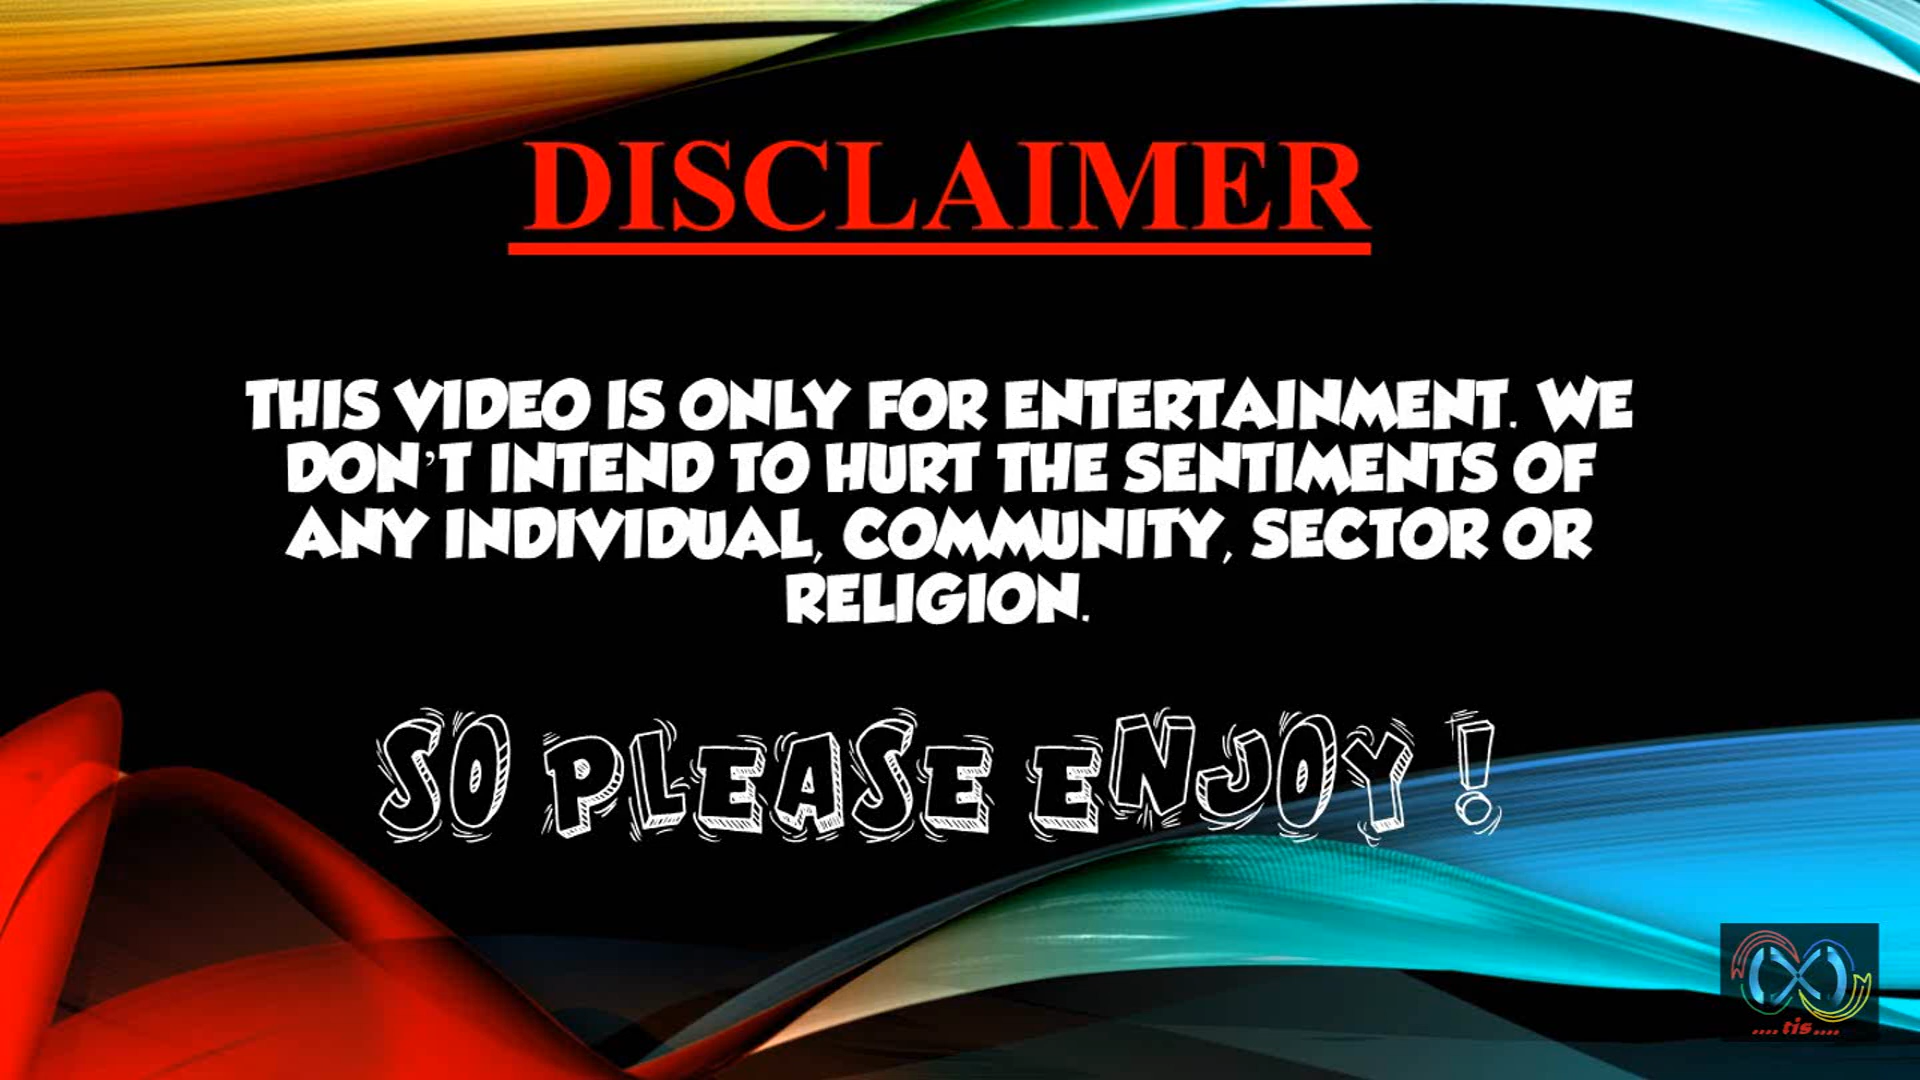 DISCLAIMER
THIS VIDEO IS ONLY FOR ENTERTAINMENT. WE
DON'T INTEND TO HURT THE SENTIMENTS OF
ANY INDIVIDUAL, COMMUNITY, SECTOR OR
RELIGION.
SO PLEASE ENJOY !
....tis....